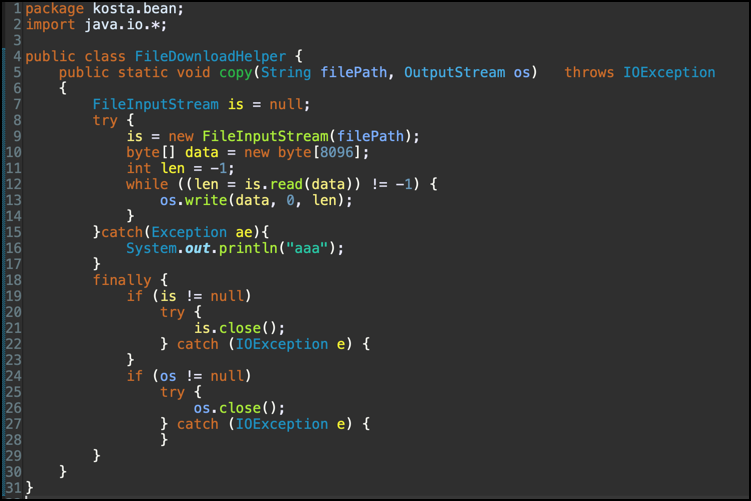 1 package kosta.bean;
2 import java.io.*;
3
4 public class FileDownloadHelper {
5     public static void copy(String filePath, OutputStream os)   throws IOException
6     {
7         FileInputStream is = null;
8         try {
9             is = new FileInputStream(filePath);
10             byte[] data = new byte[8096];
11             int len = -1;
12             while ((len = is.read(data)) != -1) {
13                 os.write(data, 0, len);
14             }
15         }catch(Exception ae){
16             System.out.println("aaa");
17         }
18         finally {
19             if (is != null)
20                 try {
21                     is.close();
22                 } catch (IOException e) {
23             }
24             if (os != null)
25                 try {
26                     os.close();
27                 } catch (IOException e) {
28                 }
29         }
30     }
31 }